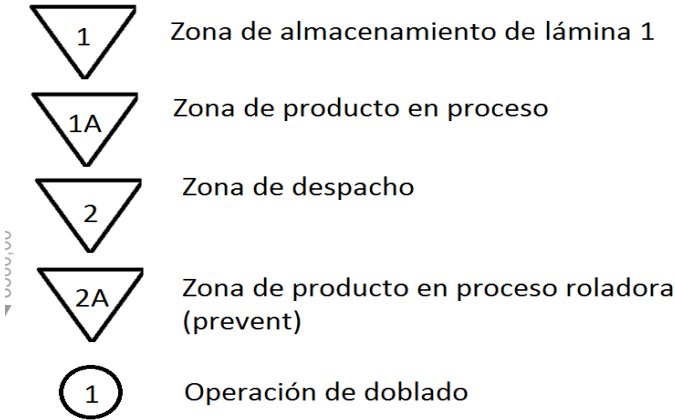 1 Zona de almacenamiento de lámina 1
1A Zona de producto en proceso
2 Zona de despacho
2A Zona de producto en proceso roladora
(prevent)
1 Operación de doblado